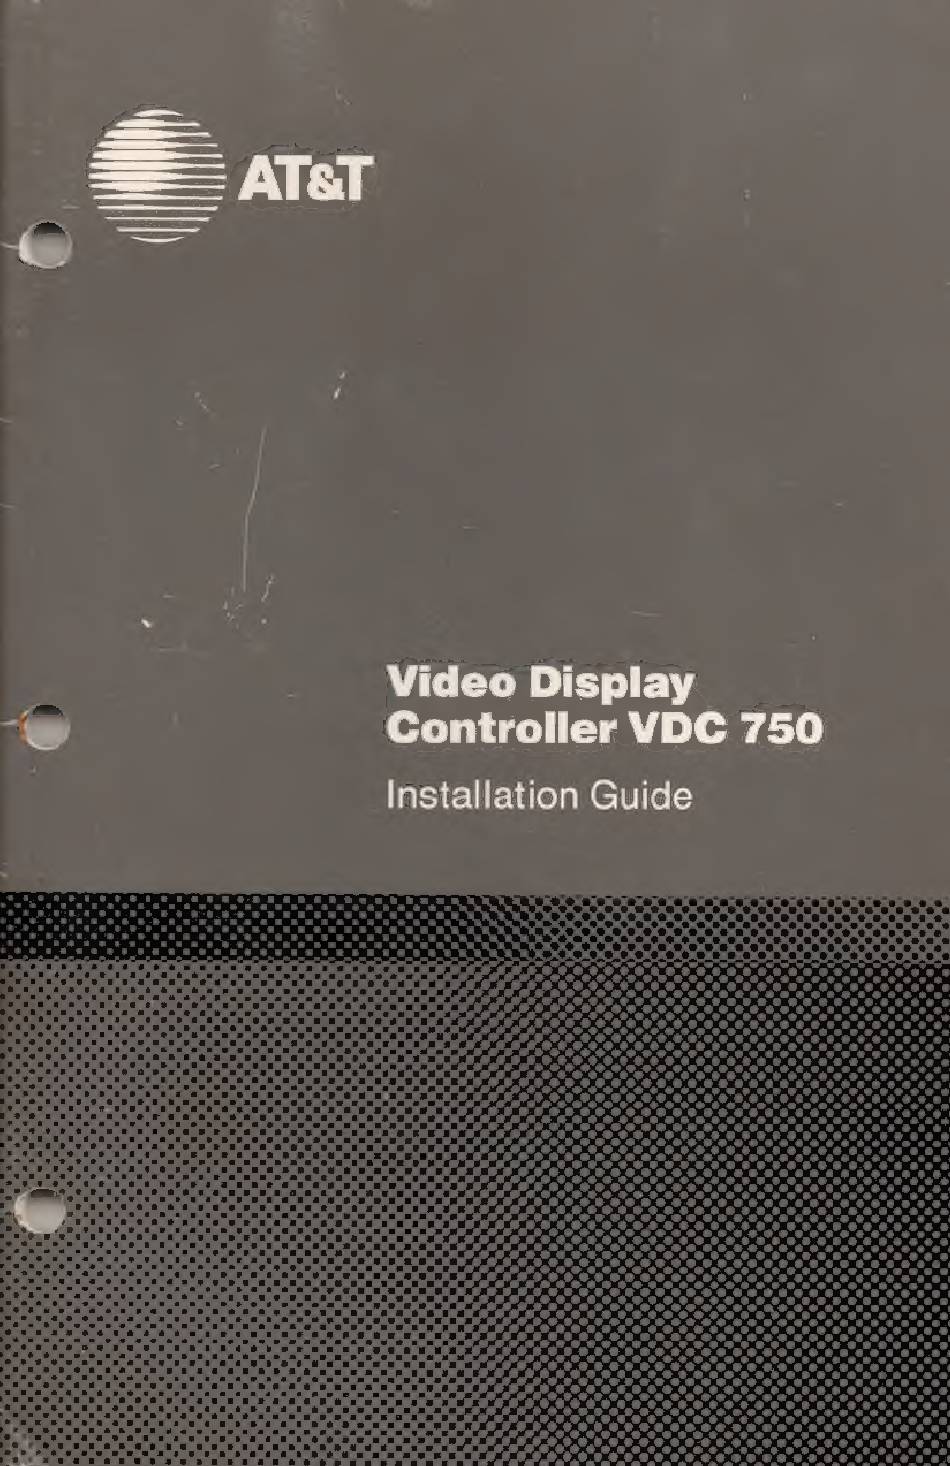 AT&T
Video Display
Controller VDC 750
Installation Guide